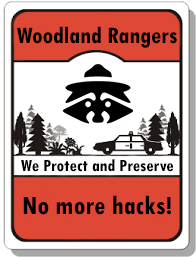 Woodland Rangers
We Protect and Preserve
No more hacks!